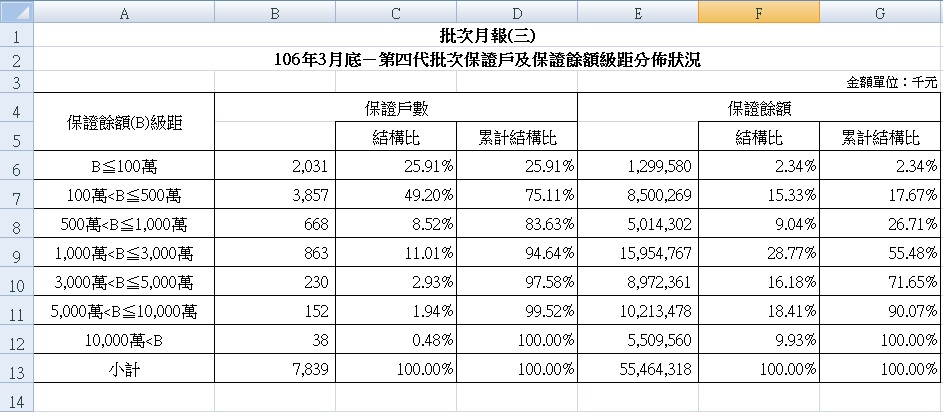 A B C D E F G
1 批次月報(三)
2 106年3月底－第四代批次保證戶及保證餘額級距分佈狀況
3 金額單位：千元
4 保證餘額(B)級距 保證戶數 保證餘額
5 結構比 累計結構比 結構比 累計結構比
6 B≦100萬 2,031 25.91% 25.91% 1,299,580 2.34% 2.34%
7 100萬<B≦500萬 3,857 49.20% 75.11% 8,500,269 15.33% 17.67%
8 500萬<B≦1,000萬 668 8.52% 83.63% 5,014,302 9.04% 26.71%
9 1,000萬<B≦3,000萬 863 11.01% 94.64% 15,954,767 28.77% 55.48%
10 3,000萬<B≦5,000萬 230 2.93% 97.58% 8,972,361 16.18% 71.65%
11 5,000萬<B≦10,000萬 152 1.94% 99.52% 10,213,478 18.41% 90.07%
12 10,000萬<B 38 0.48% 100.00% 5,509,560 9.93% 100.00%
13 小計 7,839 100.00% 100.00% 55,464,318 100.00% 100.00%
14